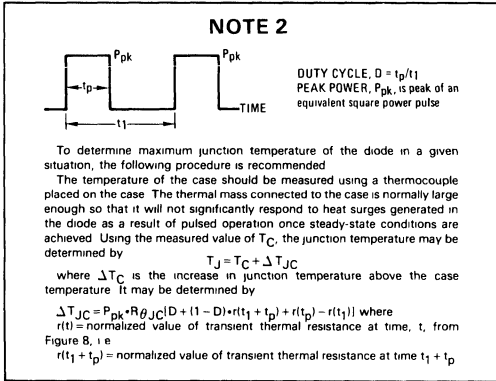 NOTE 2
Ppk
Ppk
tp
TIME
t1
DUTY CYCLE, D = tp/t1
PEAK POWER, Ppk, is peak of an
equivalent square power pulse
To determine maximum junction temperature of the diode in a given
situation, the following procedure is recommended
The temperature of the case should be measured using a thermocouple
placed on the case The thermal mass connected to the case is normally large
enough so that it will not significantly respond to heat surges generated in
the diode as a result of pulsed operation once steady-state conditions are
achieved Using the measured value of TC, the junction temperature may be
determined by
TJ = TC + ΔTJC
where ΔTC is the increase in junction temperature above the case
temperature It may be determined by
ΔTJC = Ppk•RθJC[D + (1 - D)•r(t1 + tp) + r(tp) - r(t1)] where
r(t) = normalized value of transient thermal resistance at time, t, from
Figure 8, i e
r(t1 + tp) = normalized value of transient thermal resistance at time t1 + tp